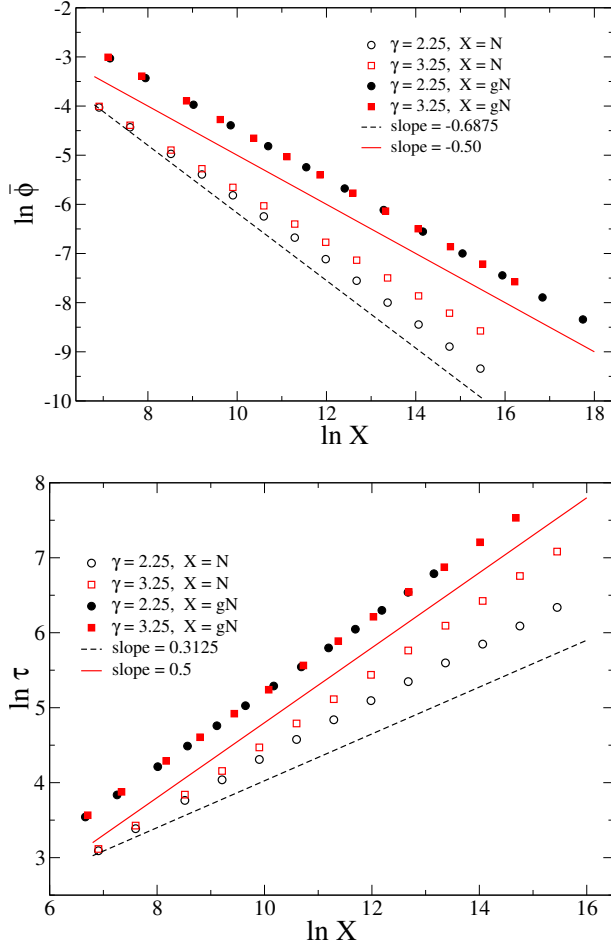 -2
-3
-4
-5
-6
-7
-8
-9
-10
ln ϕ̄
γ = 2.25, X = N
γ = 3.25, X = N
γ = 2.25, X = gN
γ = 3.25, X = gN
slope = -0.6875
slope = -0.50
8 10 12 14 16 18
ln X
8
7
6
5
4
3
2
ln τ
γ = 2.25, X = N
γ = 3.25, X = N
γ = 2.25, X = gN
γ = 3.25, X = gN
slope = 0.3125
slope = 0.5
6 8 10 12 14 16
ln X